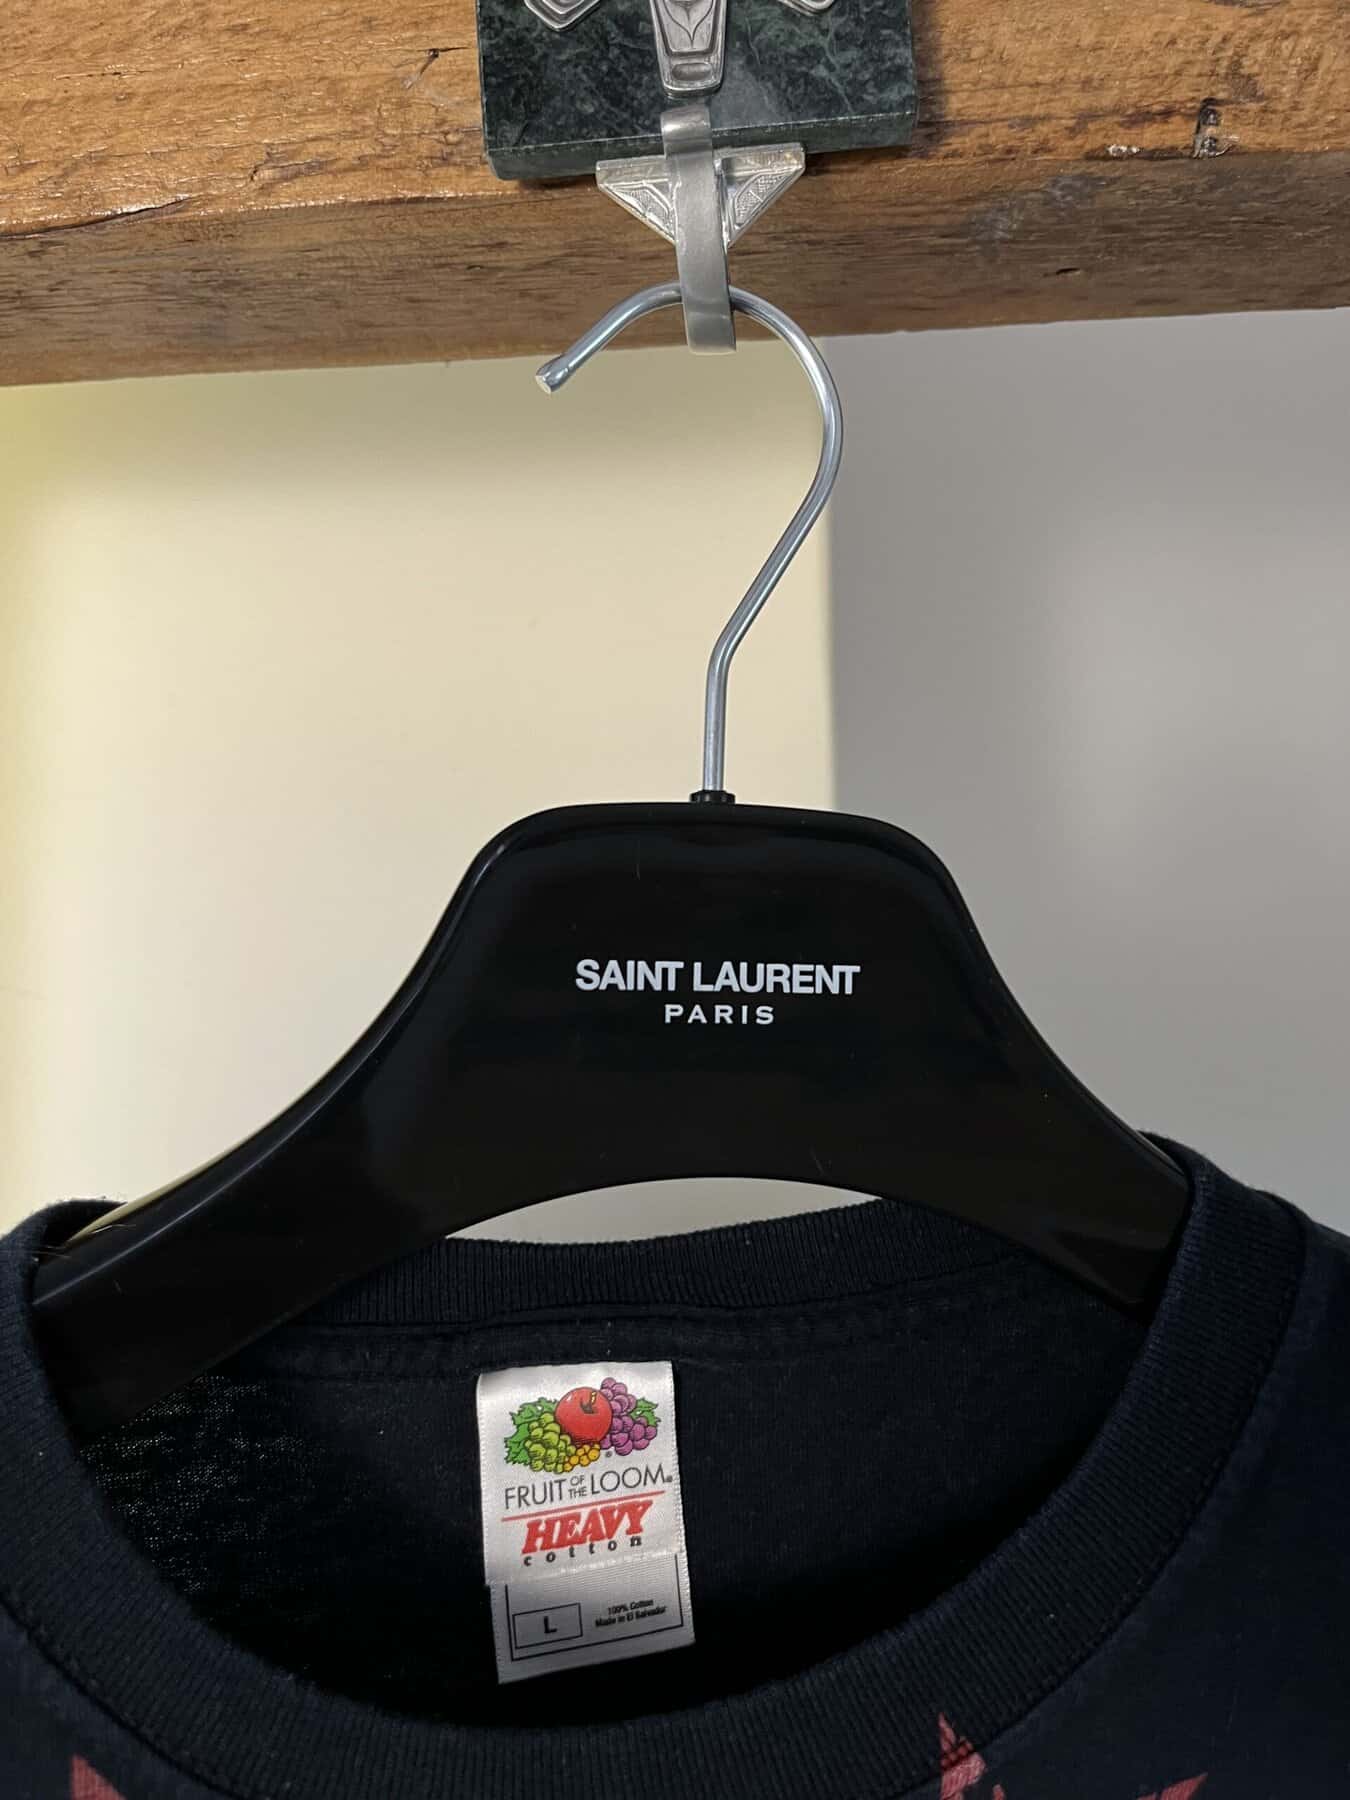 SAINT LAURENT
PARIS
FRUIT OF THE LOOM®
HEAVY
cotton
L
100% Cotton
Made in El Salvador